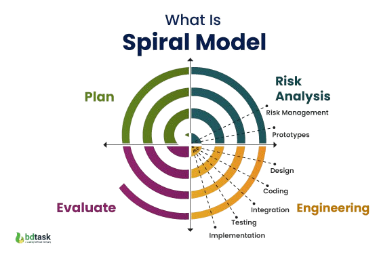 What Is
Spiral Model
Plan
Risk
Analysis
Risk Management
Prototypes
Design
Coding
Integration
Testing
Implementation
Engineering
Evaluate
bdtask